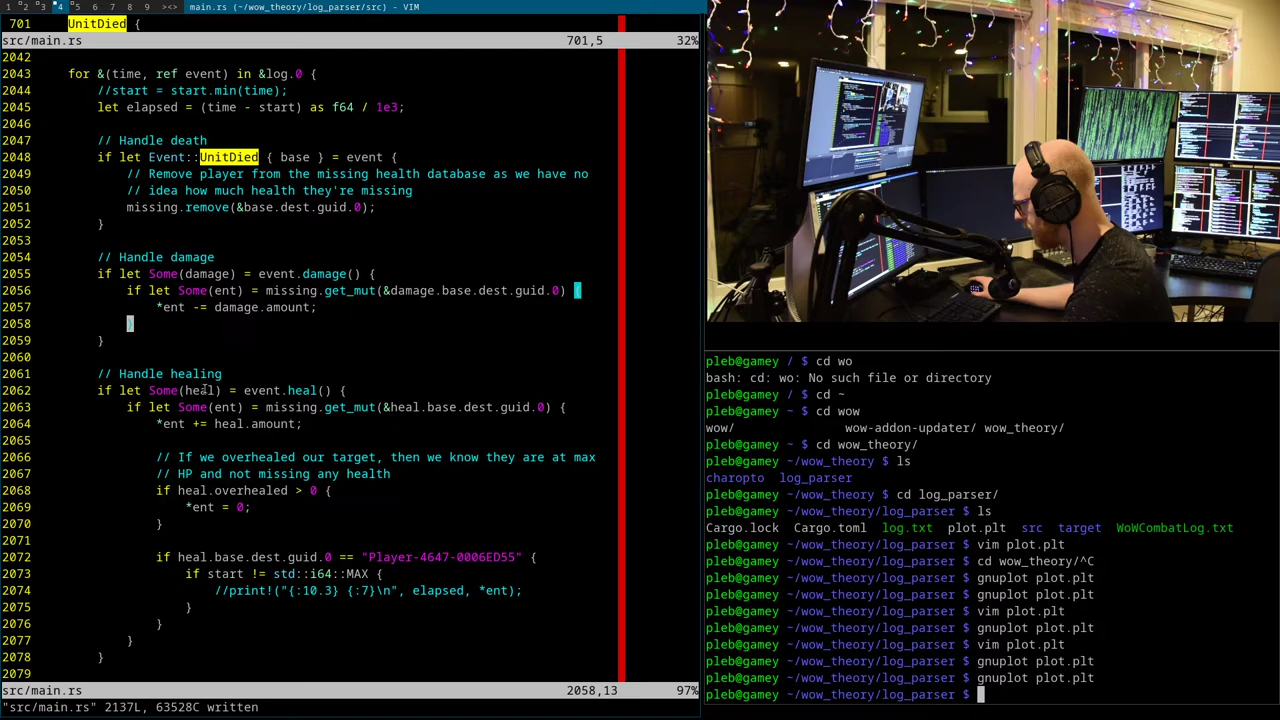 1 2 3 4 5 6 7 8 9 ><> main.rs (~/wow_theory/log_parser/src) - VIM
701 UnitDied {
src/main.rs 701,5 32%
2042
2043 for &(time, ref event) in &log.0 {
2044 //start = start.min(time);
2045 let elapsed = (time - start) as f64 / 1e3;
2046
2047 // Handle death
2048 if let Event::UnitDied { base } = event {
2049 // Remove player from the missing health database as we have no
2050 // idea how much health they're missing
2051 missing.remove(&base.dest.guid.0);
2052 }
2053
2054 // Handle damage
2055 if let Some(damage) = event.damage() {
2056 if let Some(ent) = missing.get_mut(&damage.base.dest.guid.0) {
2057 *ent -= damage.amount;
2058 }
2059 }
2060
2061 // Handle healing
2062 if let Some(heal) = event.heal() {
2063 if let Some(ent) = missing.get_mut(&heal.base.dest.guid.0) {
2064 *ent += heal.amount;
2065
2066 // If we overhealed our target, then we know they are at max
2067 // HP and not missing any health
2068 if heal.overhealed > 0 {
2069 *ent = 0;
2070 }
2071
2072 if heal.base.dest.guid.0 == "Player-4647-0006ED55" {
2073 if start != std::i64::MAX {
2074 //print!("{:10.3} {:7}\n", elapsed, *ent);
2075 }
2076 }
2077 }
2078 }
2079
src/main.rs 2058,13 97%
"src/main.rs" 2137L, 63528C written
pleb@gamey / $ cd wo
bash: cd: wo: No such file or directory
pleb@gamey / $ cd ~
pleb@gamey ~ $ cd wow
wow/ wow-addon-updater/ wow_theory/
pleb@gamey ~ $ cd wow_theory/
pleb@gamey ~/wow_theory $ ls
charopto log_parser
pleb@gamey ~/wow_theory $ cd log_parser/
pleb@gamey ~/wow_theory/log_parser $ ls
Cargo.lock Cargo.toml log.txt plot.plt src target WoWCombatLog.txt
pleb@gamey ~/wow_theory/log_parser $ vim plot.plt
pleb@gamey ~/wow_theory/log_parser $ cd wow_theory/^C
pleb@gamey ~/wow_theory/log_parser $ gnuplot plot.plt
pleb@gamey ~/wow_theory/log_parser $ gnuplot plot.plt
pleb@gamey ~/wow_theory/log_parser $ vim plot.plt
pleb@gamey ~/wow_theory/log_parser $ gnuplot plot.plt
pleb@gamey ~/wow_theory/log_parser $ vim plot.plt
pleb@gamey ~/wow_theory/log_parser $ gnuplot plot.plt
pleb@gamey ~/wow_theory/log_parser $ gnuplot plot.plt
pleb@gamey ~/wow_theory/log_parser $